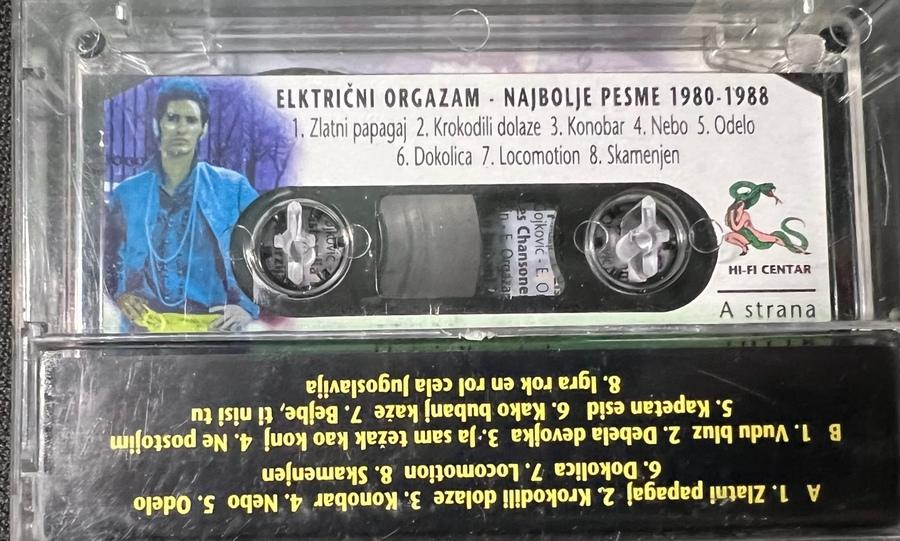 ELKTRIČNI ORGAZAM - NAJBOLJE PESME 1980-1988
1. Zlatni papagaj 2. Krokodili dolaze 3. Konobar 4. Nebo 5. Odelo
6. Dokolica 7. Locomotion 8. Skamenjen
ojković - E. O
es Chansone
HI-FI CENTAR
A strana
A 1. Zlatni papagaj 2. Krokodili dolaze 3. Konobar 4. Nebo 5. Odelo
6. Dokolica 7. Locomotion 8. Skamenjen
B 1. Vudu bluz 2. Debela devojka 3. Ja sam težak kao konj 4. Ne postojim
5. Kapetan esid 6. Kako bubanj kaže 7. Bejbe, ti nisi tu
8. Igra rok en rol cela Jugoslavija